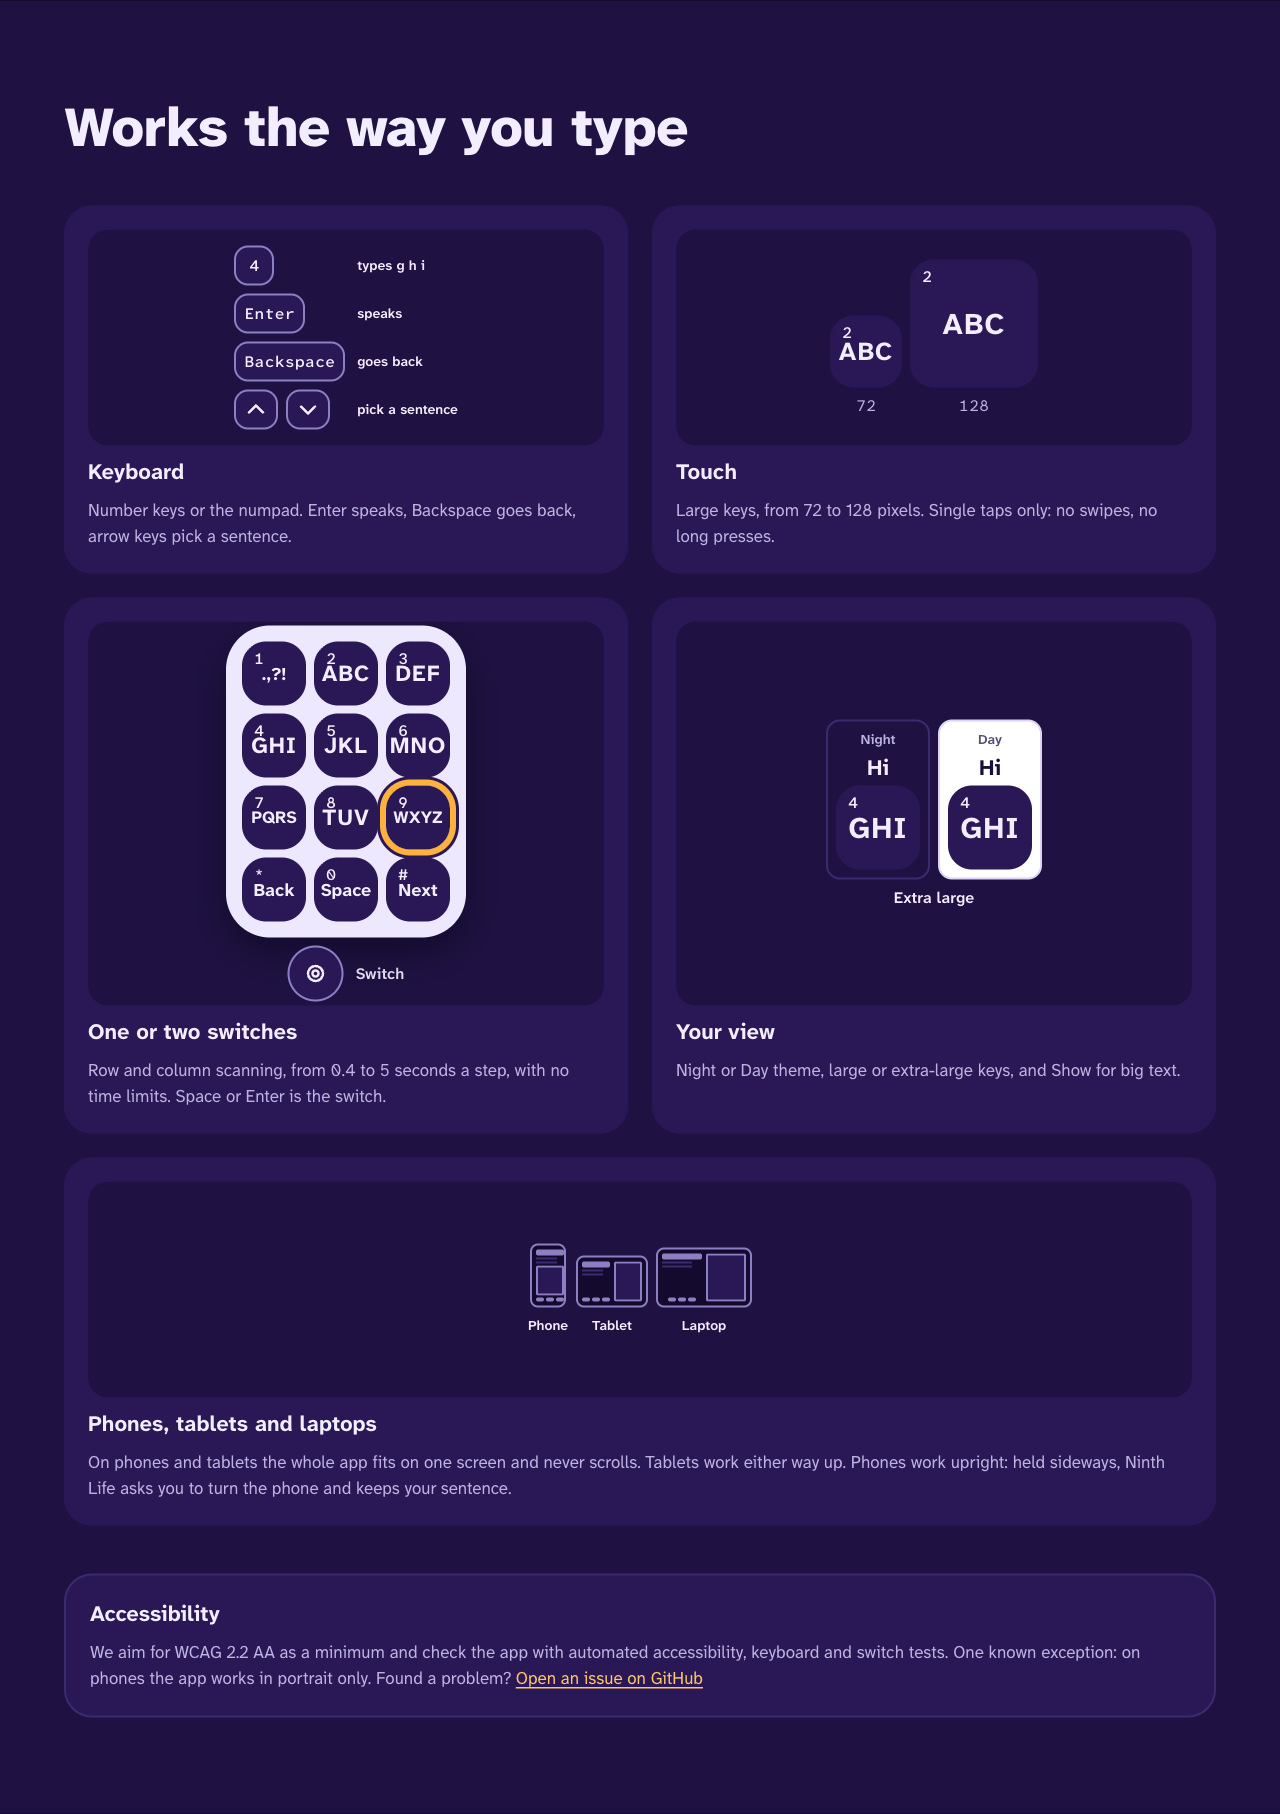 Works the way you type
4 types g h i
Enter speaks
Backspace goes back
pick a sentence
Keyboard
Number keys or the numpad. Enter speaks, Backspace goes back,
arrow keys pick a sentence.
2
ABC
2
ABC
72 128
Touch
Large keys, from 72 to 128 pixels. Single taps only: no swipes, no
long presses.
1 2 3
.,?! ABC DEF
4 5 6
GHI JKL MNO
7 8 9
PQRS TUV WXYZ
* 0 #
Back Space Next
Switch
One or two switches
Row and column scanning, from 0.4 to 5 seconds a step, with no
time limits. Space or Enter is the switch.
Night Day
Hi Hi
4 4
GHI GHI
Extra large
Your view
Night or Day theme, large or extra-large keys, and Show for big text.
Phone Tablet Laptop
Phones, tablets and laptops
On phones and tablets the whole app fits on one screen and never scrolls. Tablets work either way up. Phones work upright: held sideways, Ninth
Life asks you to turn the phone and keeps your sentence.
Accessibility
We aim for WCAG 2.2 AA as a minimum and check the app with automated accessibility, keyboard and switch tests. One known exception: on
phones the app works in portrait only. Found a problem? Open an issue on GitHub